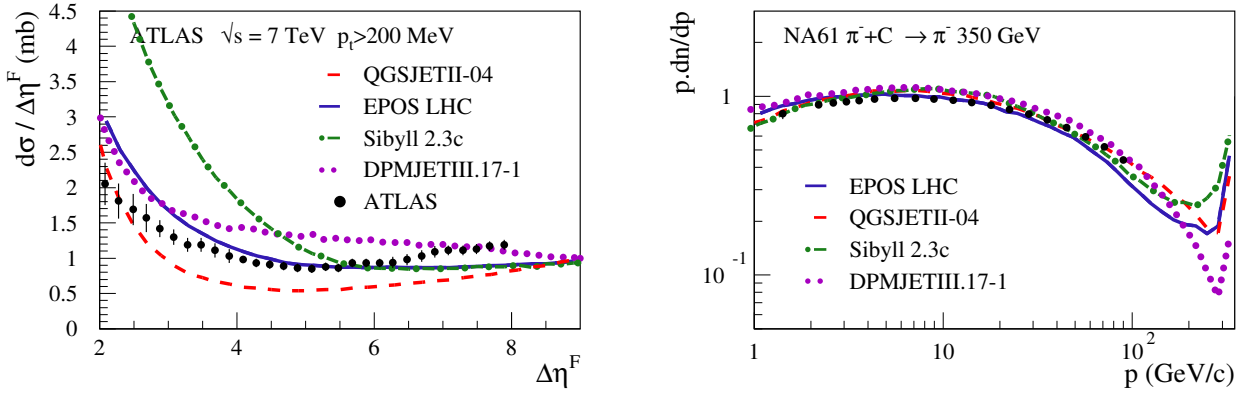 dσ / Δη^F (mb)
4.5
4
3.5
3
2.5
2
1.5
1
0.5
0
ATLAS √s = 7 TeV p_t>200 MeV
QGSJETII-04
EPOS LHC
Sibyll 2.3c
DPMJETIII.17-1
ATLAS
2 4 6 8
Δη^F
p.dn/dp
1
10^-1
NA61 π^-+C → π^- 350 GeV
EPOS LHC
QGSJETII-04
Sibyll 2.3c
DPMJETIII.17-1
1 10 10^2
p (GeV/c)